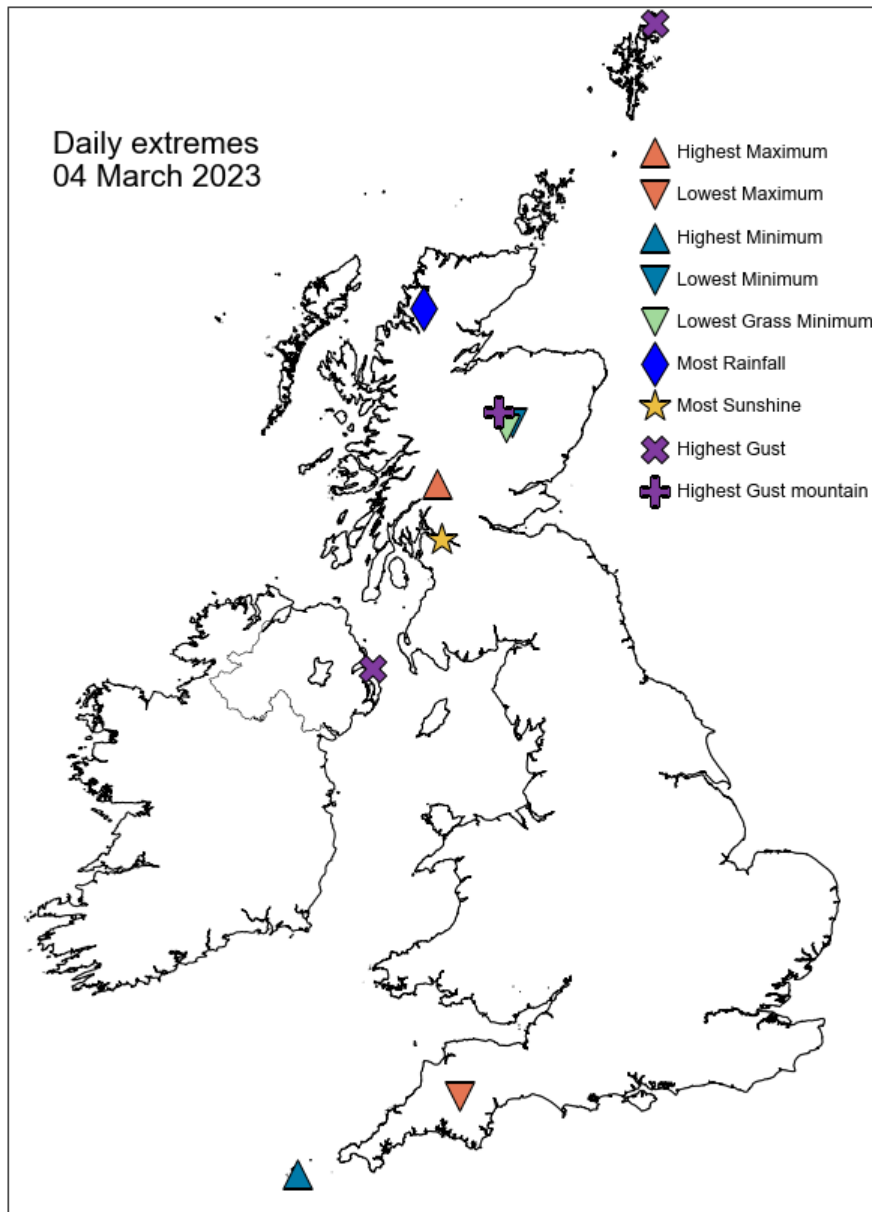 Daily extremes
04 March 2023
Highest Maximum
Lowest Maximum
Highest Minimum
Lowest Minimum
Lowest Grass Minimum
Most Rainfall
Most Sunshine
Highest Gust
Highest Gust mountain